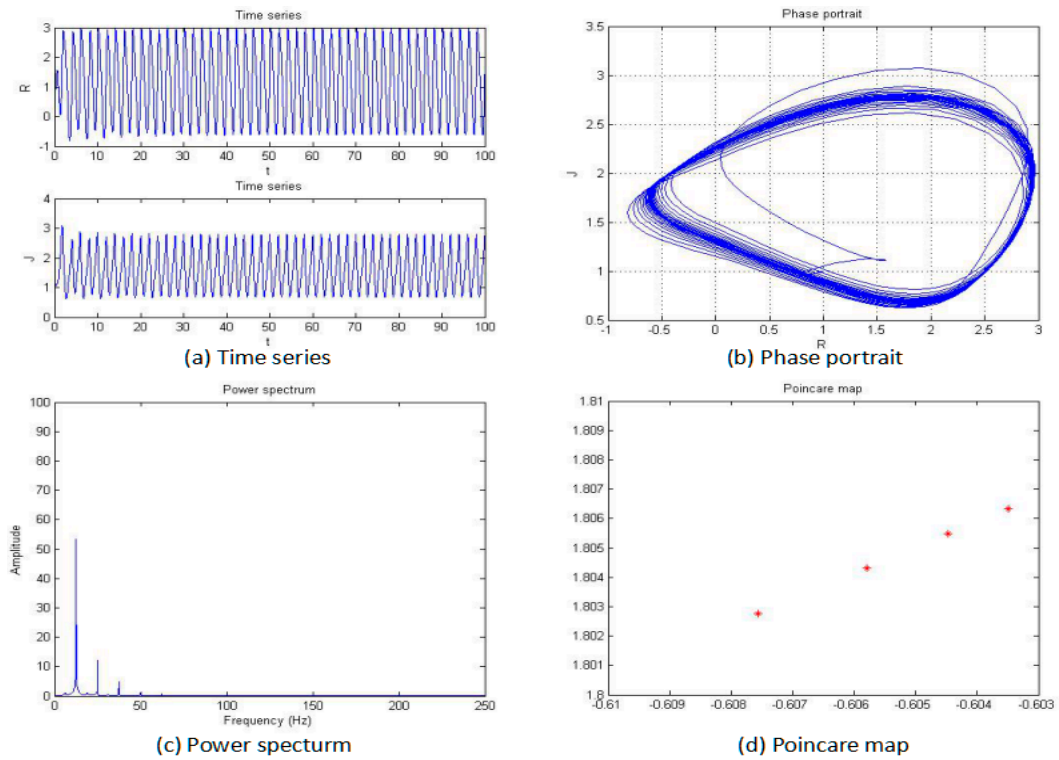 Time series
3
2
1
0
-1
R
0 10 20 30 40 50 60 70 80 90 100
t
Time series
4
3
2
1
0
J
0 10 20 30 40 50 60 70 80 90 100
t
(a) Time series
Phase portrait
3.5
3
2.5
2
1.5
1
0.5
J
-1 -0.5 0 0.5 1 1.5 2 2.5 3
R
(b) Phase portrait
Power spectrum
100
90
80
70
60
50
40
30
20
10
0
Amplitude
0 50 100 150 200 250
Frequency (Hz)
(c) Power specturm
Poincare map
1.81
1.809
1.808
1.807
1.806
1.805
1.804
1.803
1.802
1.801
1.8
-0.61 -0.609 -0.608 -0.607 -0.606 -0.605 -0.604 -0.603
(d) Poincare map